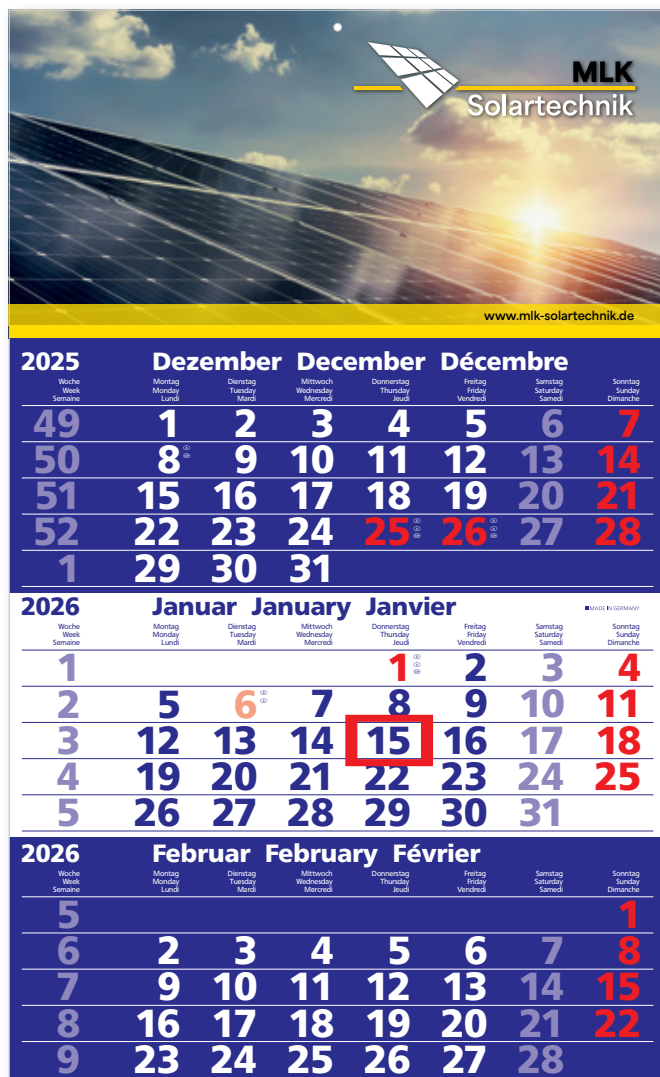 MLK
Solartechnik
www.mlk-solartechnik.de
2025 Dezember December Décembre
Woche Montag Dienstag Mittwoch Donnerstag Freitag Samstag Sonntag
Week Monday Tuesday Wednesday Thursday Friday Saturday Sunday
Semaine Lundi Mardi Mercredi Jeudi Vendredi Samedi Dimanche
49 1 2 3 4 5 6 7
50 8 9 10 11 12 13 14
51 15 16 17 18 19 20 21
52 22 23 24 25 26 27 28
1 29 30 31
2026 Januar January Janvier
MADE IN GERMANY
Woche Montag Dienstag Mittwoch Donnerstag Freitag Samstag Sonntag
Week Monday Tuesday Wednesday Thursday Friday Saturday Sunday
Semaine Lundi Mardi Mercredi Jeudi Vendredi Samedi Dimanche
1 1 2 3 4
2 5 6 7 8 9 10 11
3 12 13 14 15 16 17 18
4 19 20 21 22 23 24 25
5 26 27 28 29 30 31
2026 Februar February Février
Woche Montag Dienstag Mittwoch Donnerstag Freitag Samstag Sonntag
Week Monday Tuesday Wednesday Thursday Friday Saturday Sunday
Semaine Lundi Mardi Mercredi Jeudi Vendredi Samedi Dimanche
5 1
6 2 3 4 5 6 7 8
7 9 10 11 12 13 14 15
8 16 17 18 19 20 21 22
9 23 24 25 26 27 28